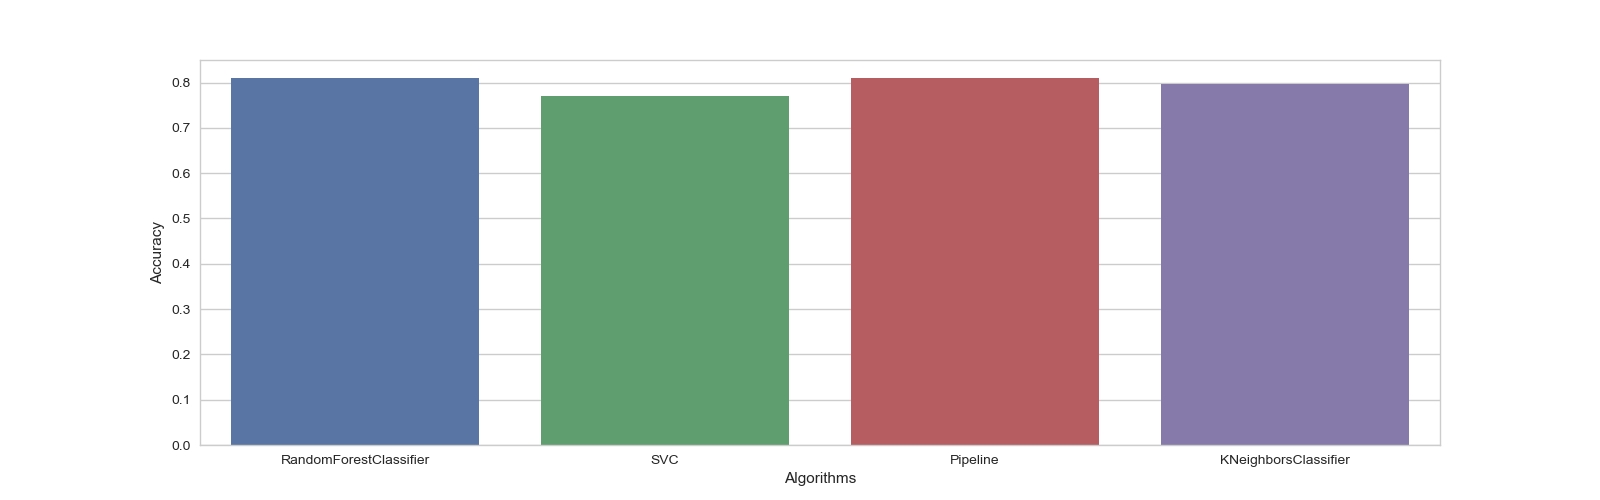 0.8
0.7
0.6
0.5
0.4
0.3
0.2
0.1
0.0
Accuracy
RandomForestClassifier
SVC
Pipeline
KNeighborsClassifier
Algorithms